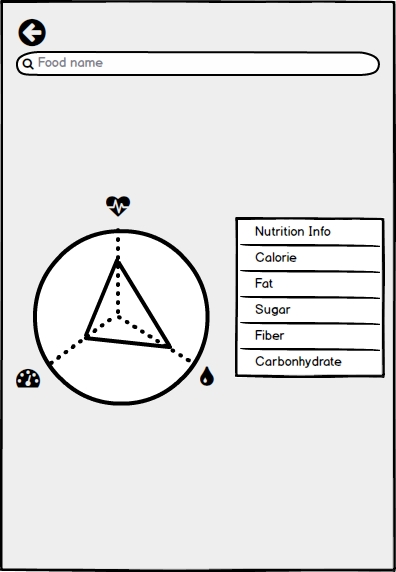 Food name
Nutrition Info
Calorie
Fat
Sugar
Fiber
Carbonhydrate